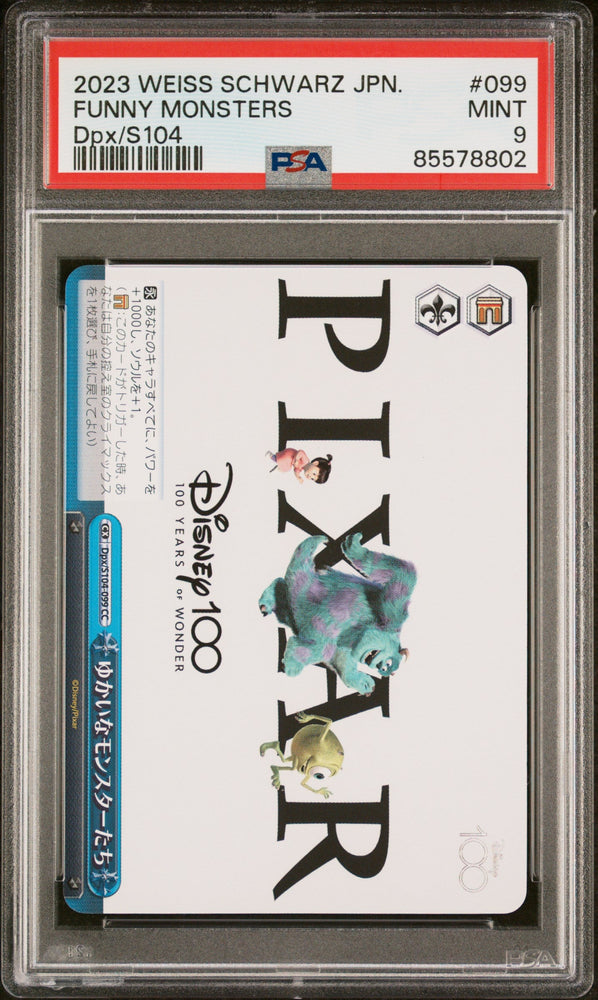 2023 WEISS SCHWARZ JPN. #099
FUNNY MONSTERS MINT
Dpx/S104 9
PSA 85578802
PIXAR
Disney100
100 YEARS OF WONDER
Disney
100
【永】あなたのキャラすべてに、パワーを
+1000し、ソウルを+1。
(:このカードがトリガーした時、あ
なたは自分の控え室のクライマックス
を1枚選び、手札に戻してよい)
CX Dpx/S104-099 CC ゆかいなモンスターたち
©Disney/Pixar
PSA